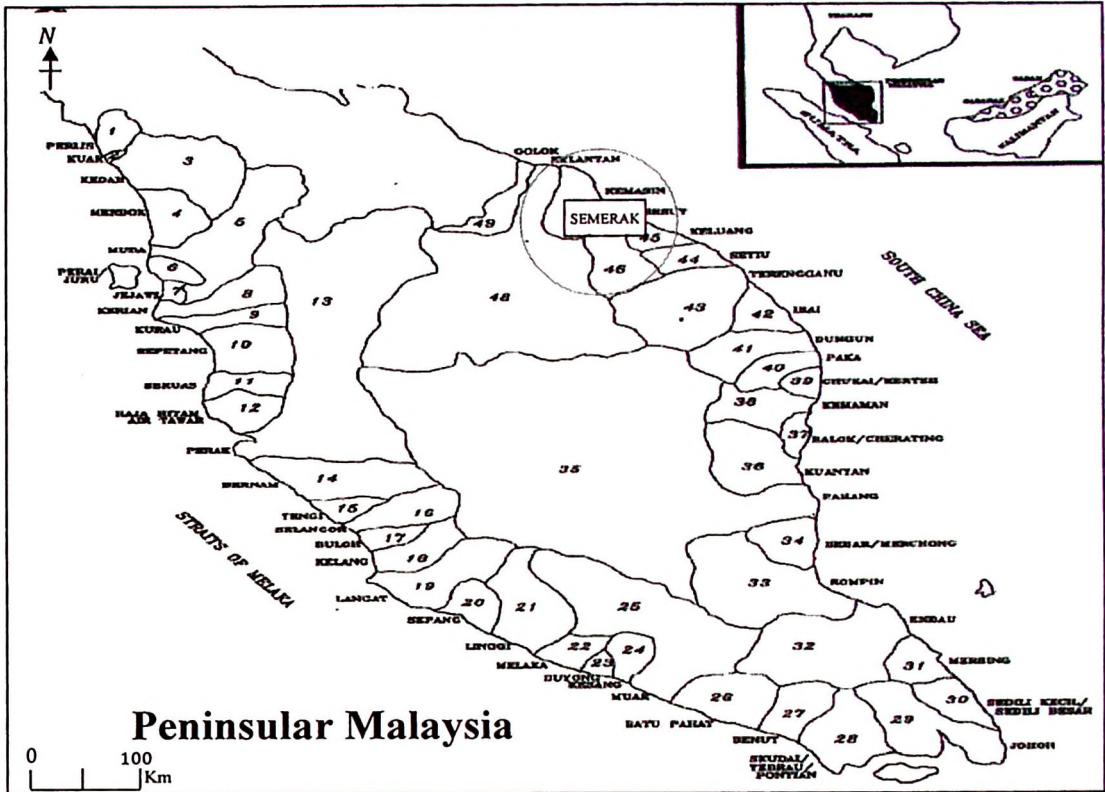 N
SUMATRA
KALIMANTAN
GOLOK
KELANTAN
PERLIS
KEDAH
KEMASIN
SEMERAK
MERBOK
KELUANG
SETIU
TERENGGANU
MUDA
PERAI
JURU
JEJAWI
KERIAN
KURAU
SEPETANG
IBAI
DUNGUN
PAKA
CHUKAI/KERTEH
KEMAMAN
RAJA HITAM
AIR TAWAR
BALOK/CHERATING
PERAK
KUANTAN
BERNAM
PAHANG
TENGI
SELANGOR
BULOH
KELANG
BEBAR/MERCHONG
LANGAT
ROMPIN
SEPANG
ENDAU
LINGGI
MELAKA
DUYONG
KESANG
MUAR
MERSING
BATU PAHAT
SEDILI KECIL/
SEDILI BESAR
BENUT
JOHOR
SKUDAI/
TEBRAU/
PONTIAN
SOUTH CHINA SEA
STRAITS OF MELAKA
1
3
4
5
6
7
8
9
10
11
12
13
14
15
16
17
18
19
20
21
22
23
24
25
26
27
28
29
30
31
32
33
34
35
36
37
38
39
40
41
42
43
44
45
46
48
49
Peninsular Malaysia
0 100
Km